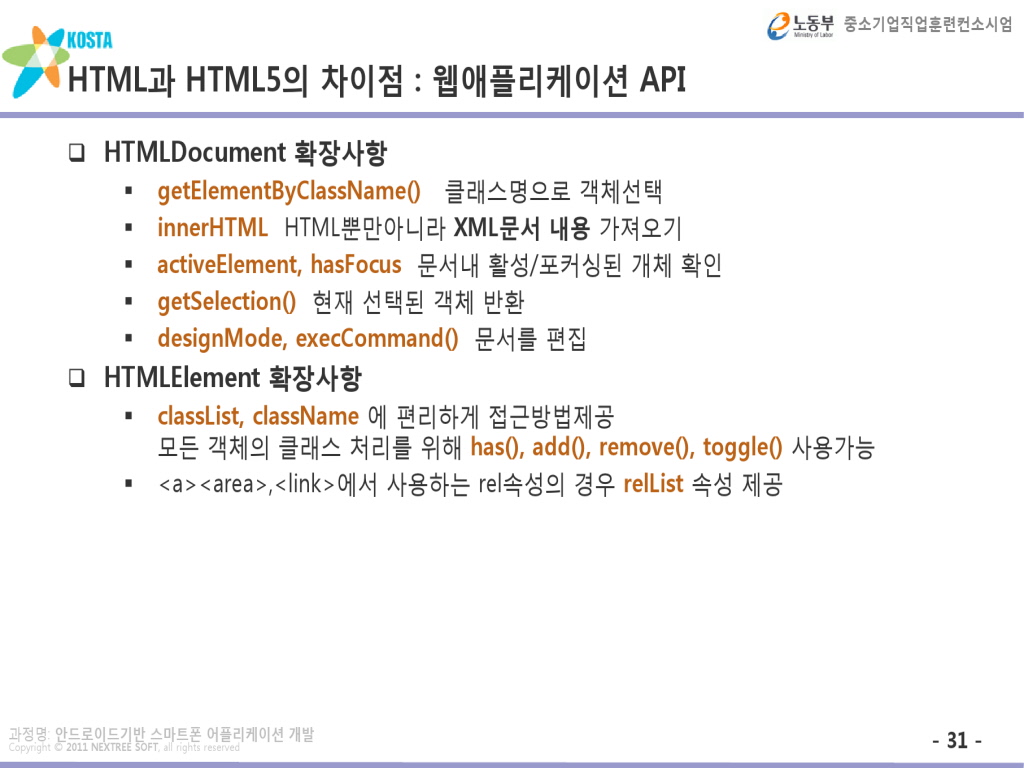 노동부 중소기업직업훈련컨소시엄
Ministry of Labor
KOSTA
HTML과 HTML5의 차이점 : 웹애플리케이션 API
❑ HTMLDocument 확장사항
▪ getElementByClassName() 클래스명으로 객체선택
▪ innerHTML HTML뿐만아니라 XML문서 내용 가져오기
▪ activeElement, hasFocus 문서내 활성/포커싱된 개체 확인
▪ getSelection() 현재 선택된 객체 반환
▪ designMode, execCommand() 문서를 편집
❑ HTMLElement 확장사항
▪ classList, className 에 편리하게 접근방법제공
모든 객체의 클래스 처리를 위해 has(), add(), remove(), toggle() 사용가능
▪ <a><area>,<link>에서 사용하는 rel속성의 경우 relList 속성 제공
과정명: 안드로이드기반 스마트폰 어플리케이션 개발
Copyright © 2011 NEXTREE SOFT, all rights reserved
- 31 -